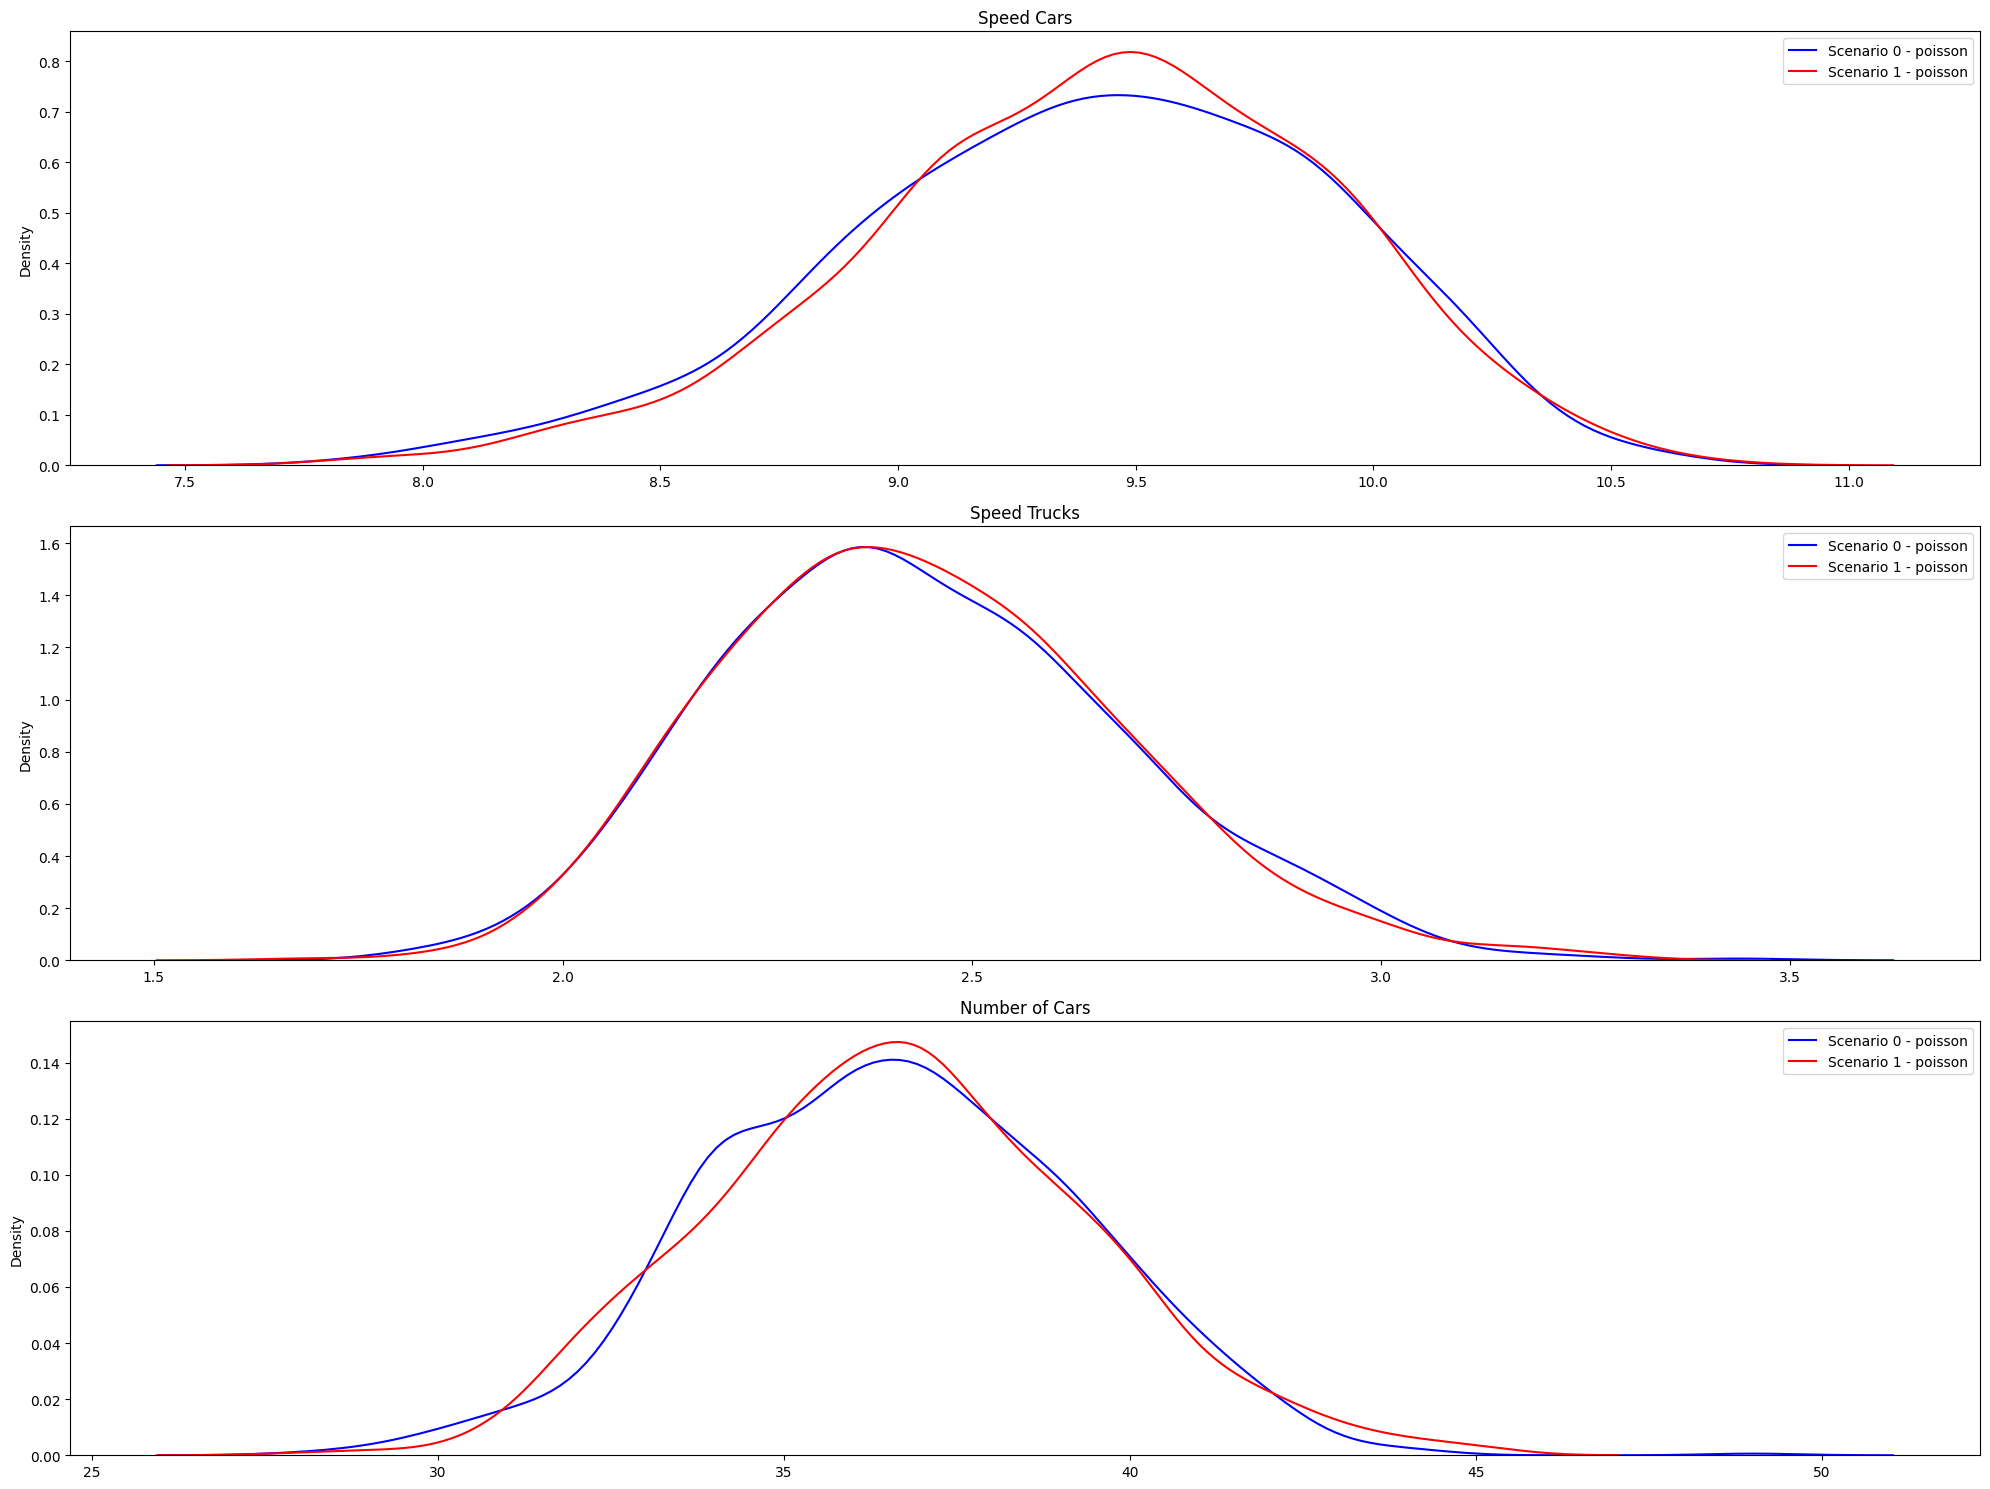 Speed Cars
Scenario 0 - poisson
Scenario 1 - poisson
Density
0.8
0.7
0.6
0.5
0.4
0.3
0.2
0.1
0.0
7.5 8.0 8.5 9.0 9.5 10.0 10.5 11.0
Speed Trucks
Scenario 0 - poisson
Scenario 1 - poisson
Density
1.6
1.4
1.2
1.0
0.8
0.6
0.4
0.2
0.0
1.5 2.0 2.5 3.0 3.5
Number of Cars
Scenario 0 - poisson
Scenario 1 - poisson
Density
0.14
0.12
0.10
0.08
0.06
0.04
0.02
0.00
25 30 35 40 45 50